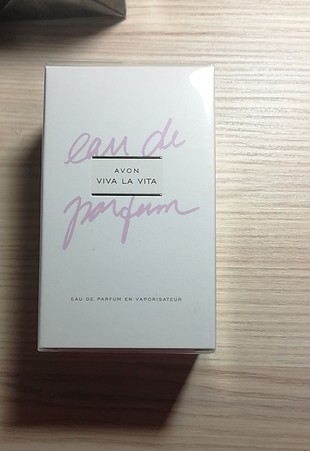 eau de
AVON
VIVA LA VITA
parfum
EAU DE PARFUM EN VAPORISATEUR